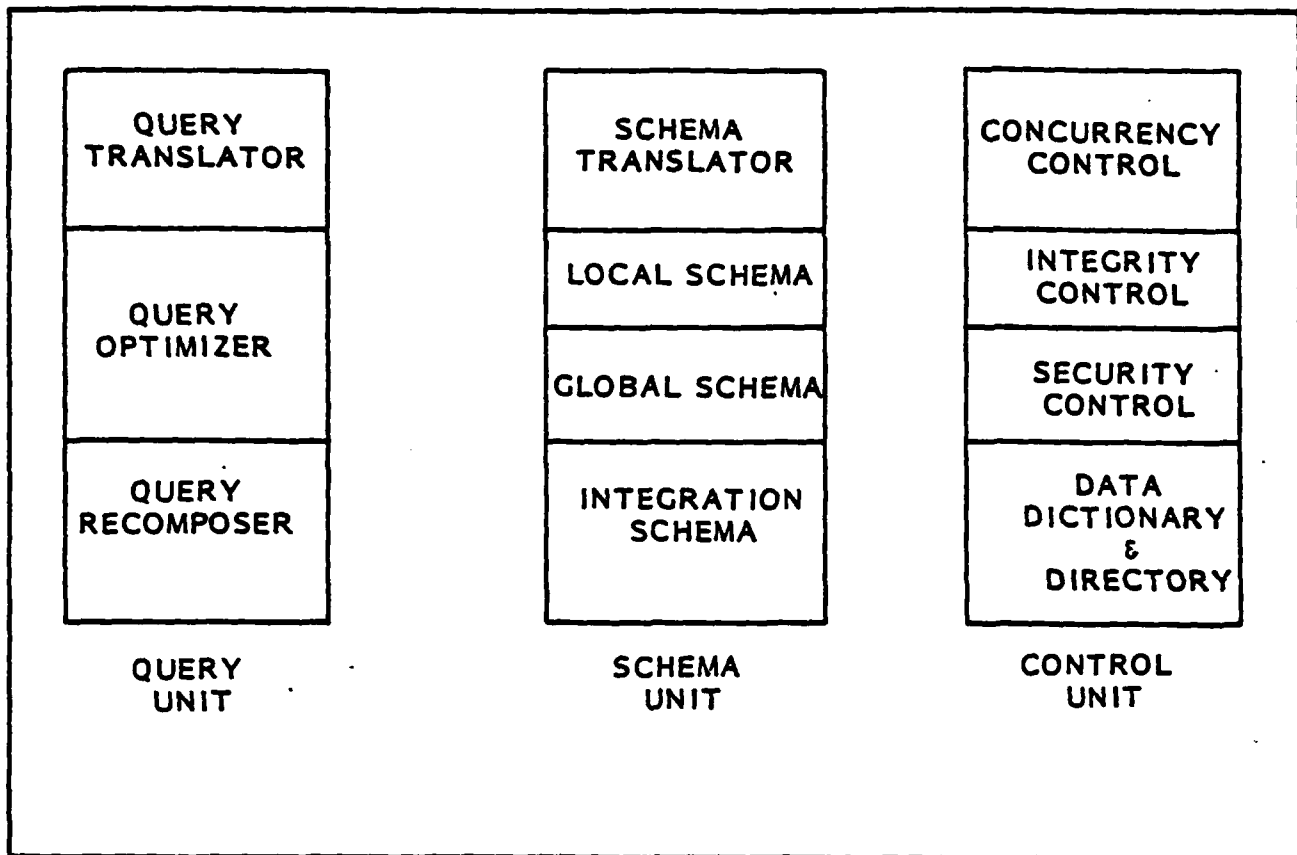 QUERY
TRANSLATOR
QUERY
OPTIMIZER
QUERY
RECOMPOSER
QUERY
UNIT
SCHEMA
TRANSLATOR
LOCAL SCHEMA
GLOBAL SCHEMA
INTEGRATION
SCHEMA
SCHEMA
UNIT
CONCURRENCY
CONTROL
INTEGRITY
CONTROL
SECURITY
CONTROL
DATA
DICTIONARY
&
DIRECTORY
CONTROL
UNIT